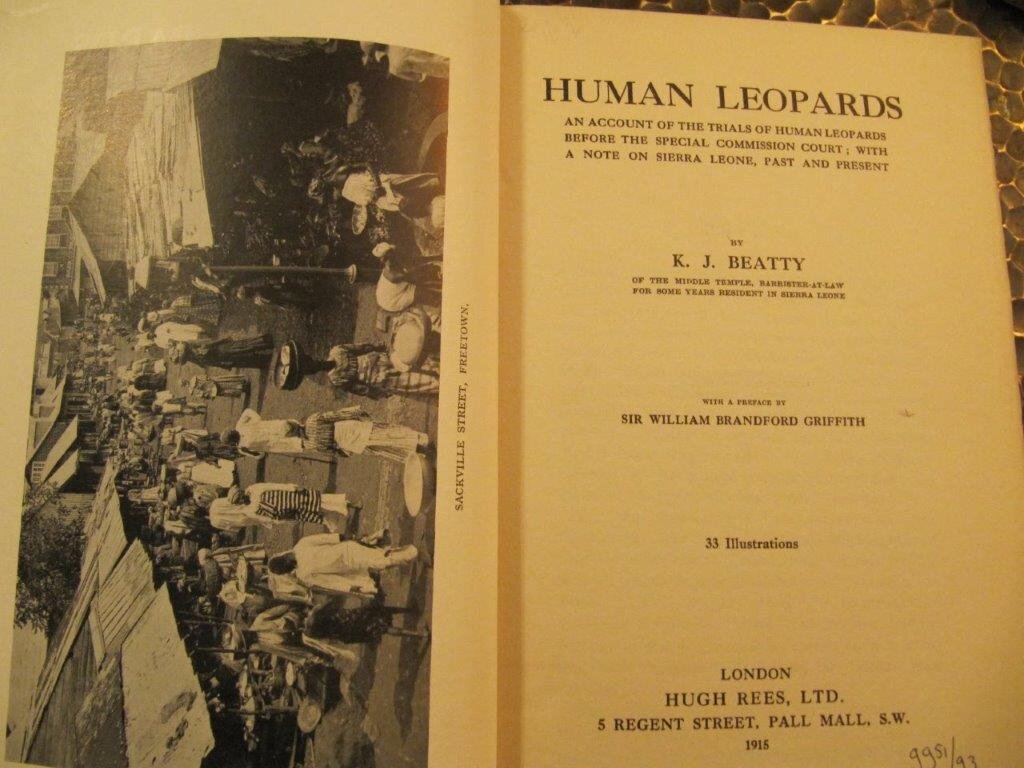 SACKVILLE STREET, FREETOWN.
HUMAN LEOPARDS
AN ACCOUNT OF THE TRIALS OF HUMAN LEOPARDS
BEFORE THE SPECIAL COMMISSION COURT; WITH
A NOTE ON SIERRA LEONE, PAST AND PRESENT
BY
K. J. BEATTY
OF THE MIDDLE TEMPLE, BARRISTER-AT-LAW
FOR SOME YEARS RESIDENT IN SIERRA LEONE
WITH A PREFACE BY
SIR WILLIAM BRANDFORD GRIFFITH
33 Illustrations
LONDON
HUGH REES, LTD.
5 REGENT STREET, PALL MALL, S.W.
1915
9951/93